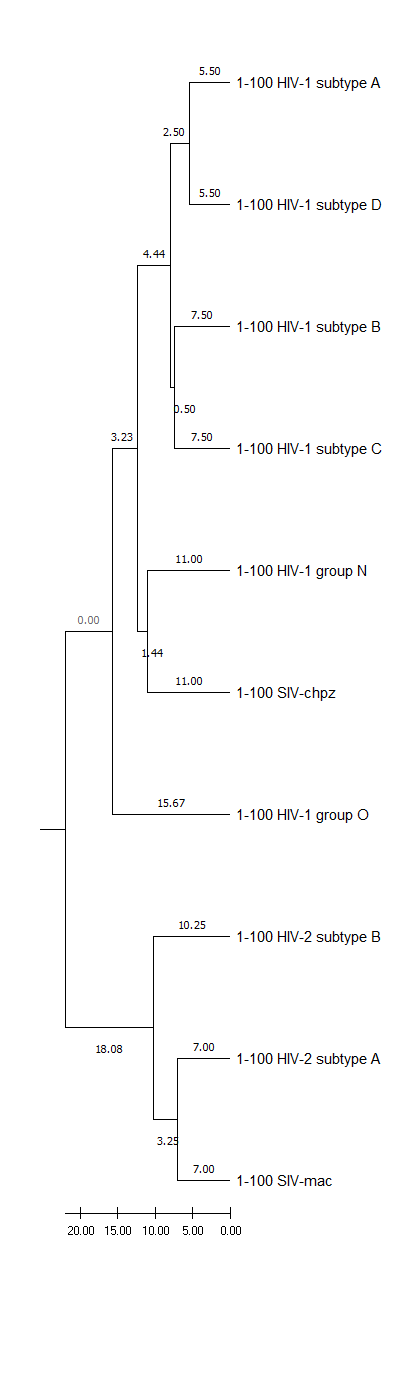 5.50
1-100 HIV-1 subtype A
2.50
5.50
1-100 HIV-1 subtype D
4.44
7.50
1-100 HIV-1 subtype B
0.50
3.23
7.50
1-100 HIV-1 subtype C
11.00
1-100 HIV-1 group N
0.00
1.44
11.00
1-100 SIV-chpz
15.67
1-100 HIV-1 group O
10.25
1-100 HIV-2 subtype B
18.08
7.00
1-100 HIV-2 subtype A
3.25
7.00
1-100 SIV-mac
20.00 15.00 10.00 5.00 0.00